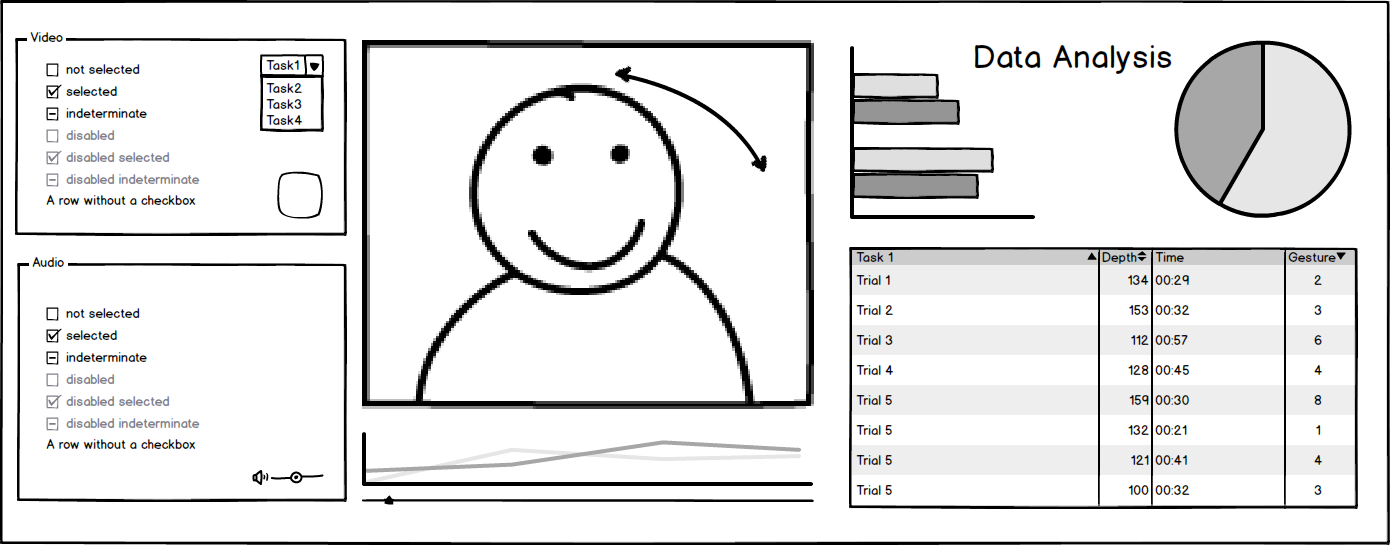 Video
not selected
selected
indeterminate
disabled
disabled selected
disabled indeterminate
A row without a checkbox
Task1
Task2
Task3
Task4
Audio
not selected
selected
indeterminate
disabled
disabled selected
disabled indeterminate
A row without a checkbox
Data Analysis
Task 1 Depth Time Gesture
Trial 1 134 00:29 2
Trial 2 153 00:32 3
Trial 3 112 00:57 6
Trial 4 128 00:45 4
Trial 5 159 00:30 8
Trial 5 132 00:21 1
Trial 5 121 00:41 4
Trial 5 100 00:32 3